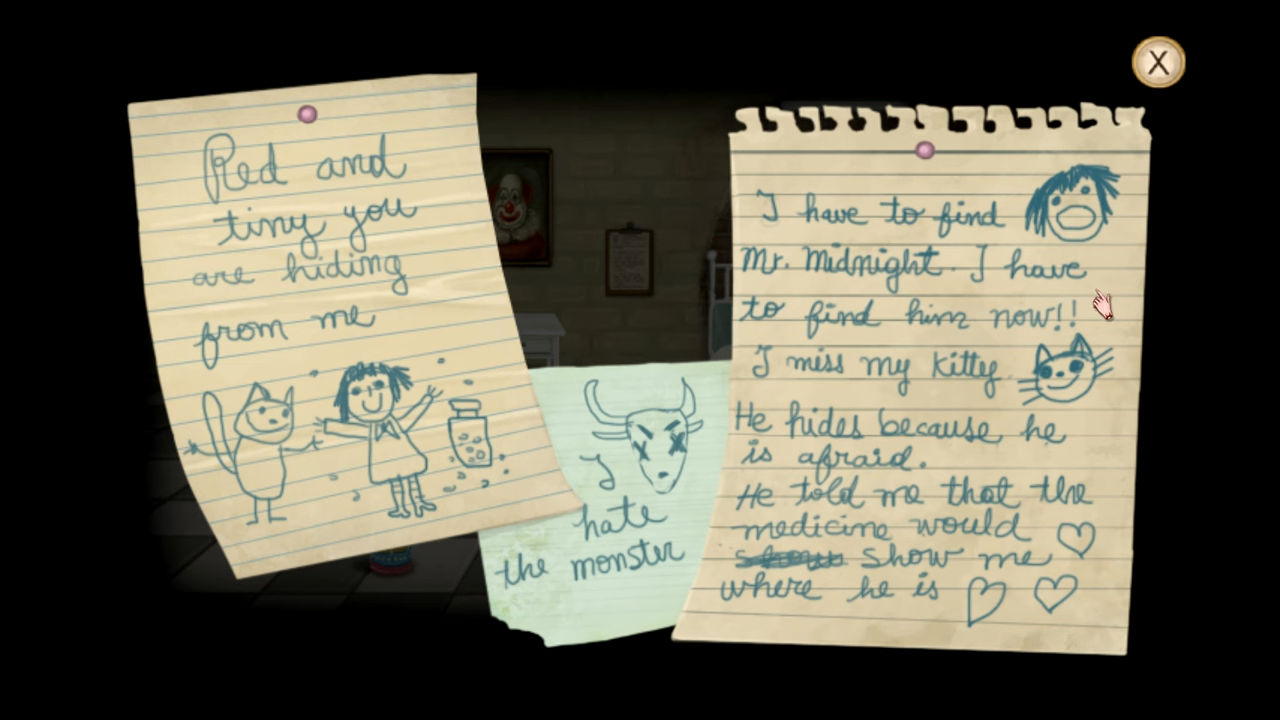 Red and
tiny you
are hiding
from me
I
hate
the monster
I have to find
Mr. Midnight. I have
to find him now!!
I miss my kitty
He hides because he
is afraid.
He told me that the
medicine would
show me
where he is
X